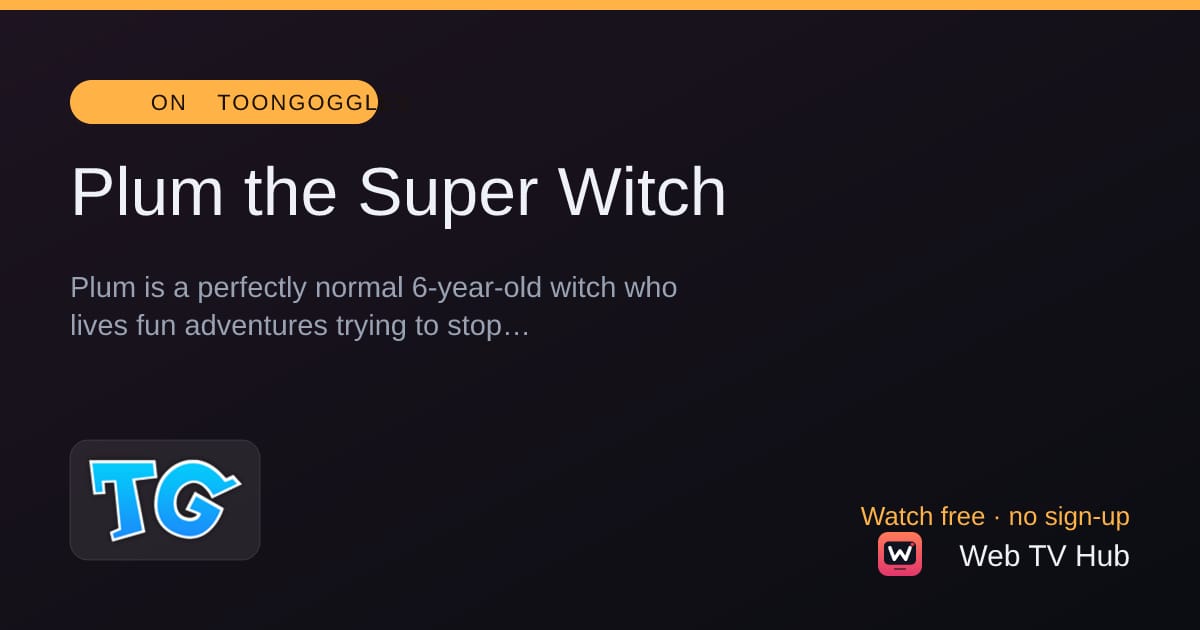 ON TOONGOGGL
Plum the Super Witch
Plum is a perfectly normal 6-year-old witch who
lives fun adventures trying to stop…
TG
Watch free · no sign-up
W
Web TV Hub